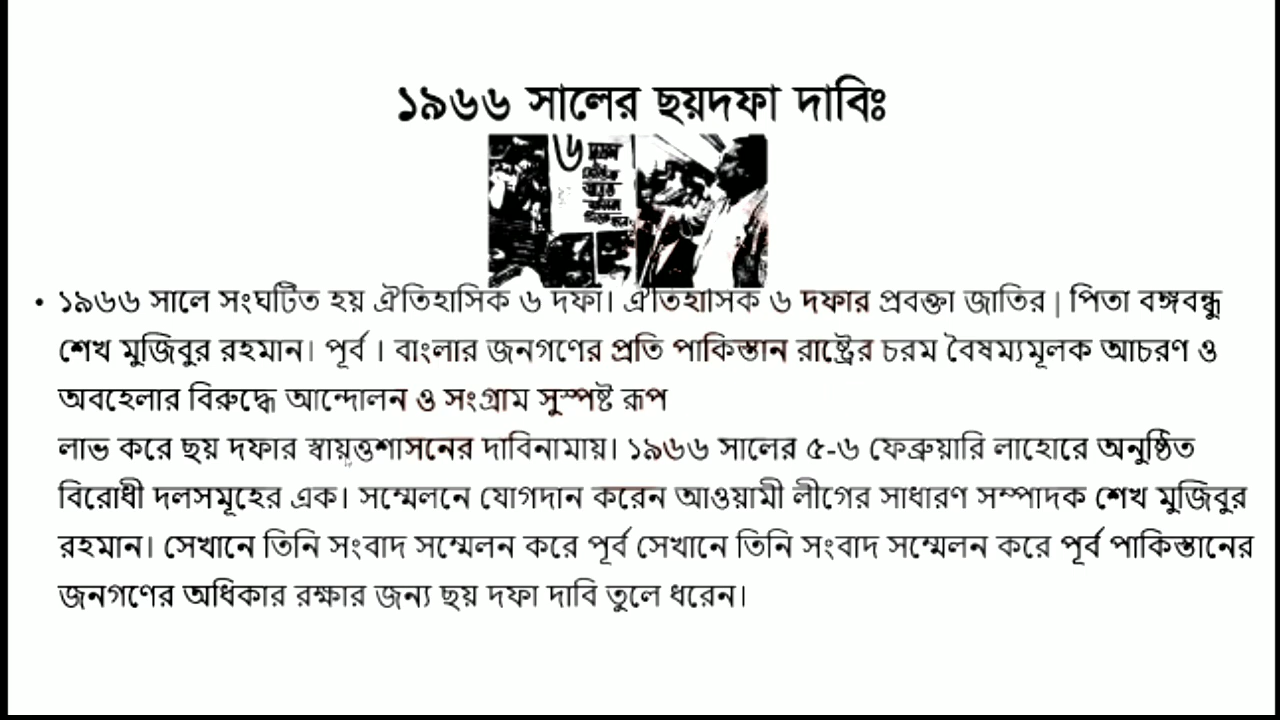 ১৯৬৬ সালের ছয়দফা দাবিঃ
৬ দফা
• ১৯৬৬ সালে সংঘটিত হয় ঐতিহাসিক ৬ দফা। ঐতিহাাসিক ৬ দফার প্রবক্তা জাতির | পিতা বঙ্গবন্ধু
শেখ মুজিবুর রহমান। পূর্ব । বাংলার জনগণের প্রতি পাকিস্তান রাষ্ট্রের চরম বৈষম্যমূলক আচরণ ও
অবহেলার বিরুদ্ধে আন্দোলন ও সংগ্রাম সুস্পষ্ট রূপ
লাভ করে ছয় দফার স্বায়ত্তশাসনের দাবিনামায়। ১৯৬৬ সালের ৫-৬ ফেব্রুয়ারি লাহোরে অনুষ্ঠিত
বিরোধী দলসমূহের এক। সম্মেলনে যোগদান করেন আওয়ামী লীগের সাধারণ সম্পাদক শেখ মুজিবুর
রহমান। সেখানে তিনি সংবাদ সম্মেলন করে পূর্ব সেখানে তিনি সংবাদ সম্মেলন করে পূর্ব পাকিস্তানের
জনগণের অধিকার রক্ষার জন্য ছয় দফা দাবি তুলে ধরেন।